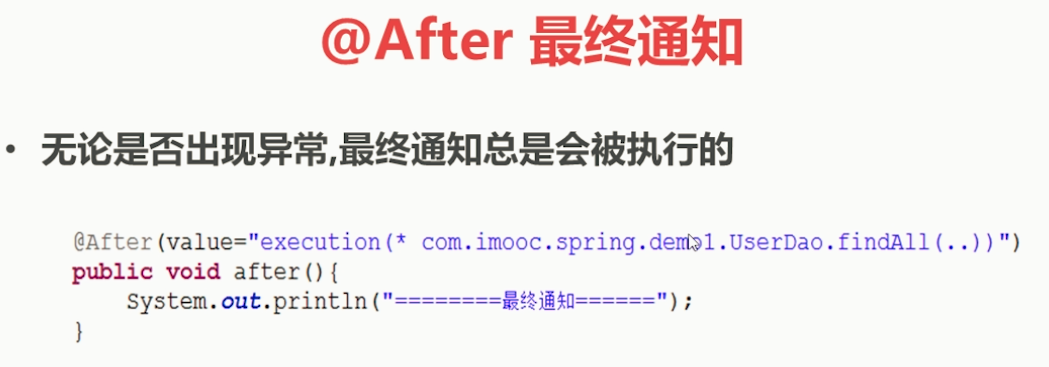 @After 最终通知
• 无论是否出现异常,最终通知总是会被执行的
@After(value="execution(* com.imooc.spring.demo1.UserDao.findAll(..))")
public void after(){
System.out.println("========最终通知======");
}